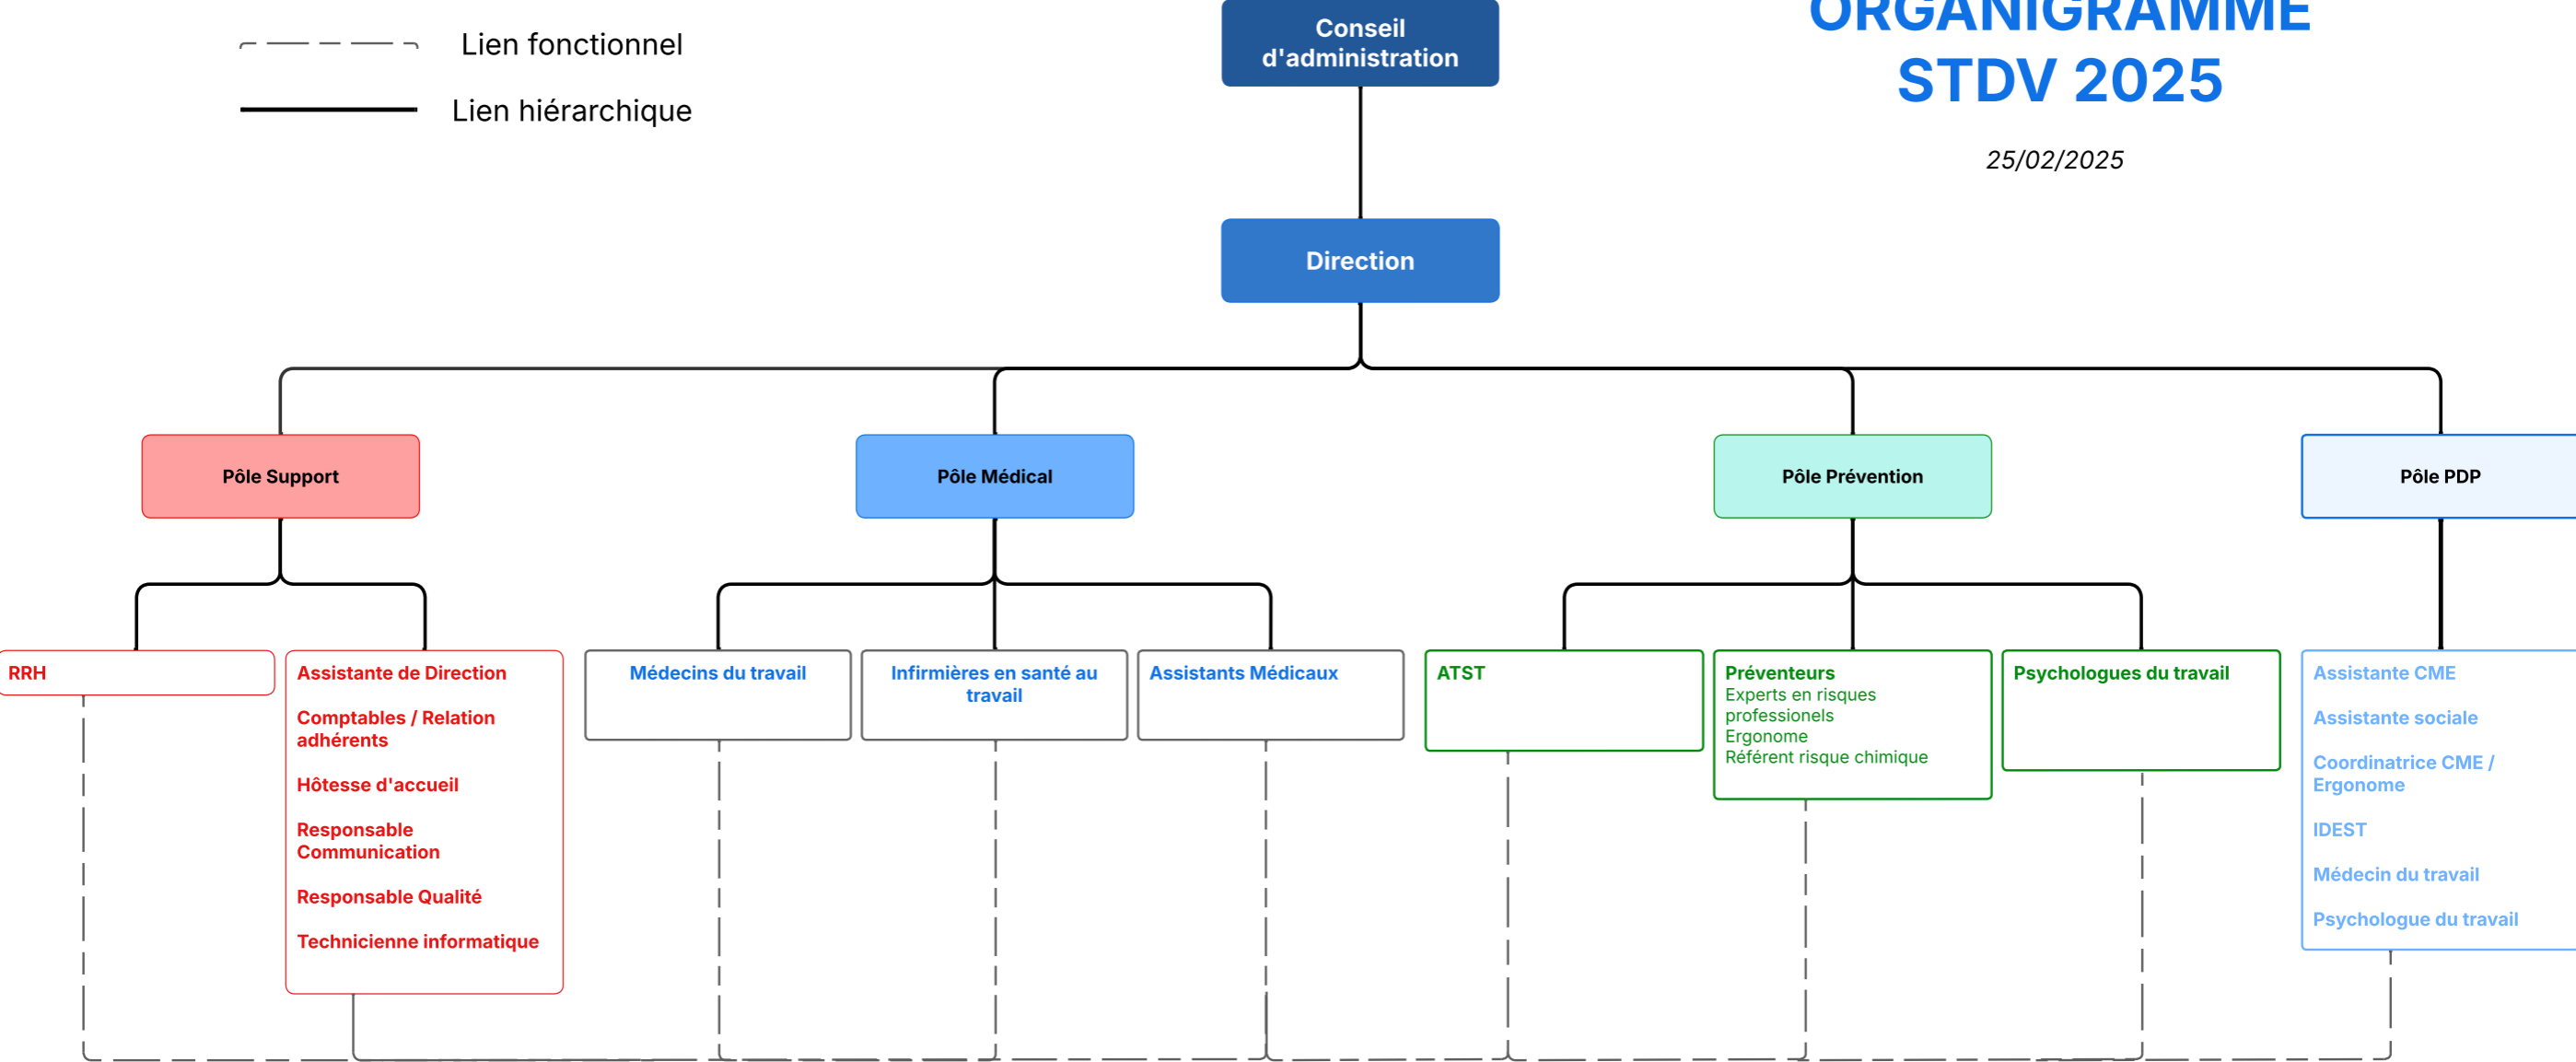 Lien fonctionnel
Lien hiérarchique
Conseil
d'administration
ORGANIGRAMME
STDV 2025
25/02/2025
Direction
Pôle Support
Pôle Médical
Pôle Prévention
Pôle PDP
RRH
Assistante de Direction
Comptables / Relation
adhérents
Hôtesse d'accueil
Responsable
Communication
Responsable Qualité
Technicienne informatique
Médecins du travail
Infirmières en santé au
travail
Assistants Médicaux
ATST
Préventeurs
Experts en risques
professionels
Ergonome
Référent risque chimique
Psychologues du travail
Assistante CME
Assistante sociale
Coordinatrice CME /
Ergonome
IDEST
Médecin du travail
Psychologue du travail